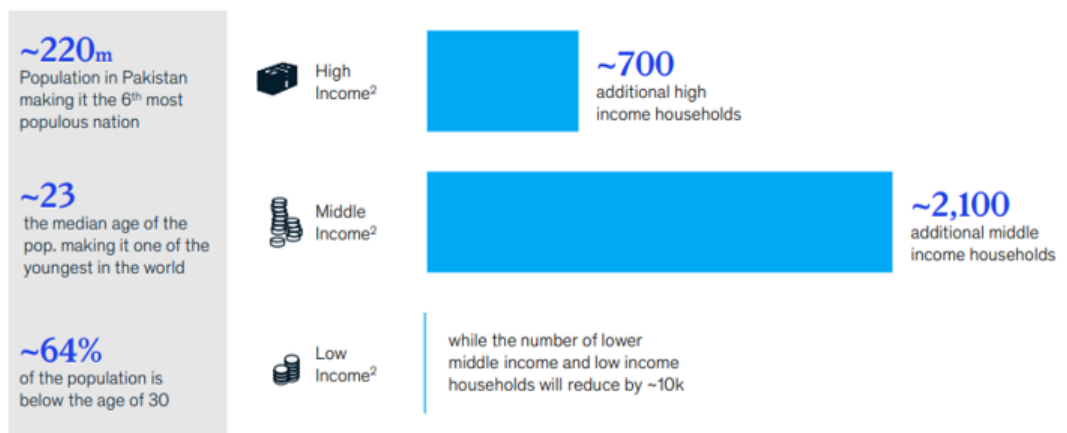 ~220m
Population in Pakistan
making it the 6th most
populous nation
~23
the median age of the
pop. making it one of the
youngest in the world
~64%
of the population is
below the age of 30
High
Income2
~700
additional high
income households
Middle
Income2
~2,100
additional middle
income households
Low
Income2
while the number of lower
middle income and low income
households will reduce by ~10k